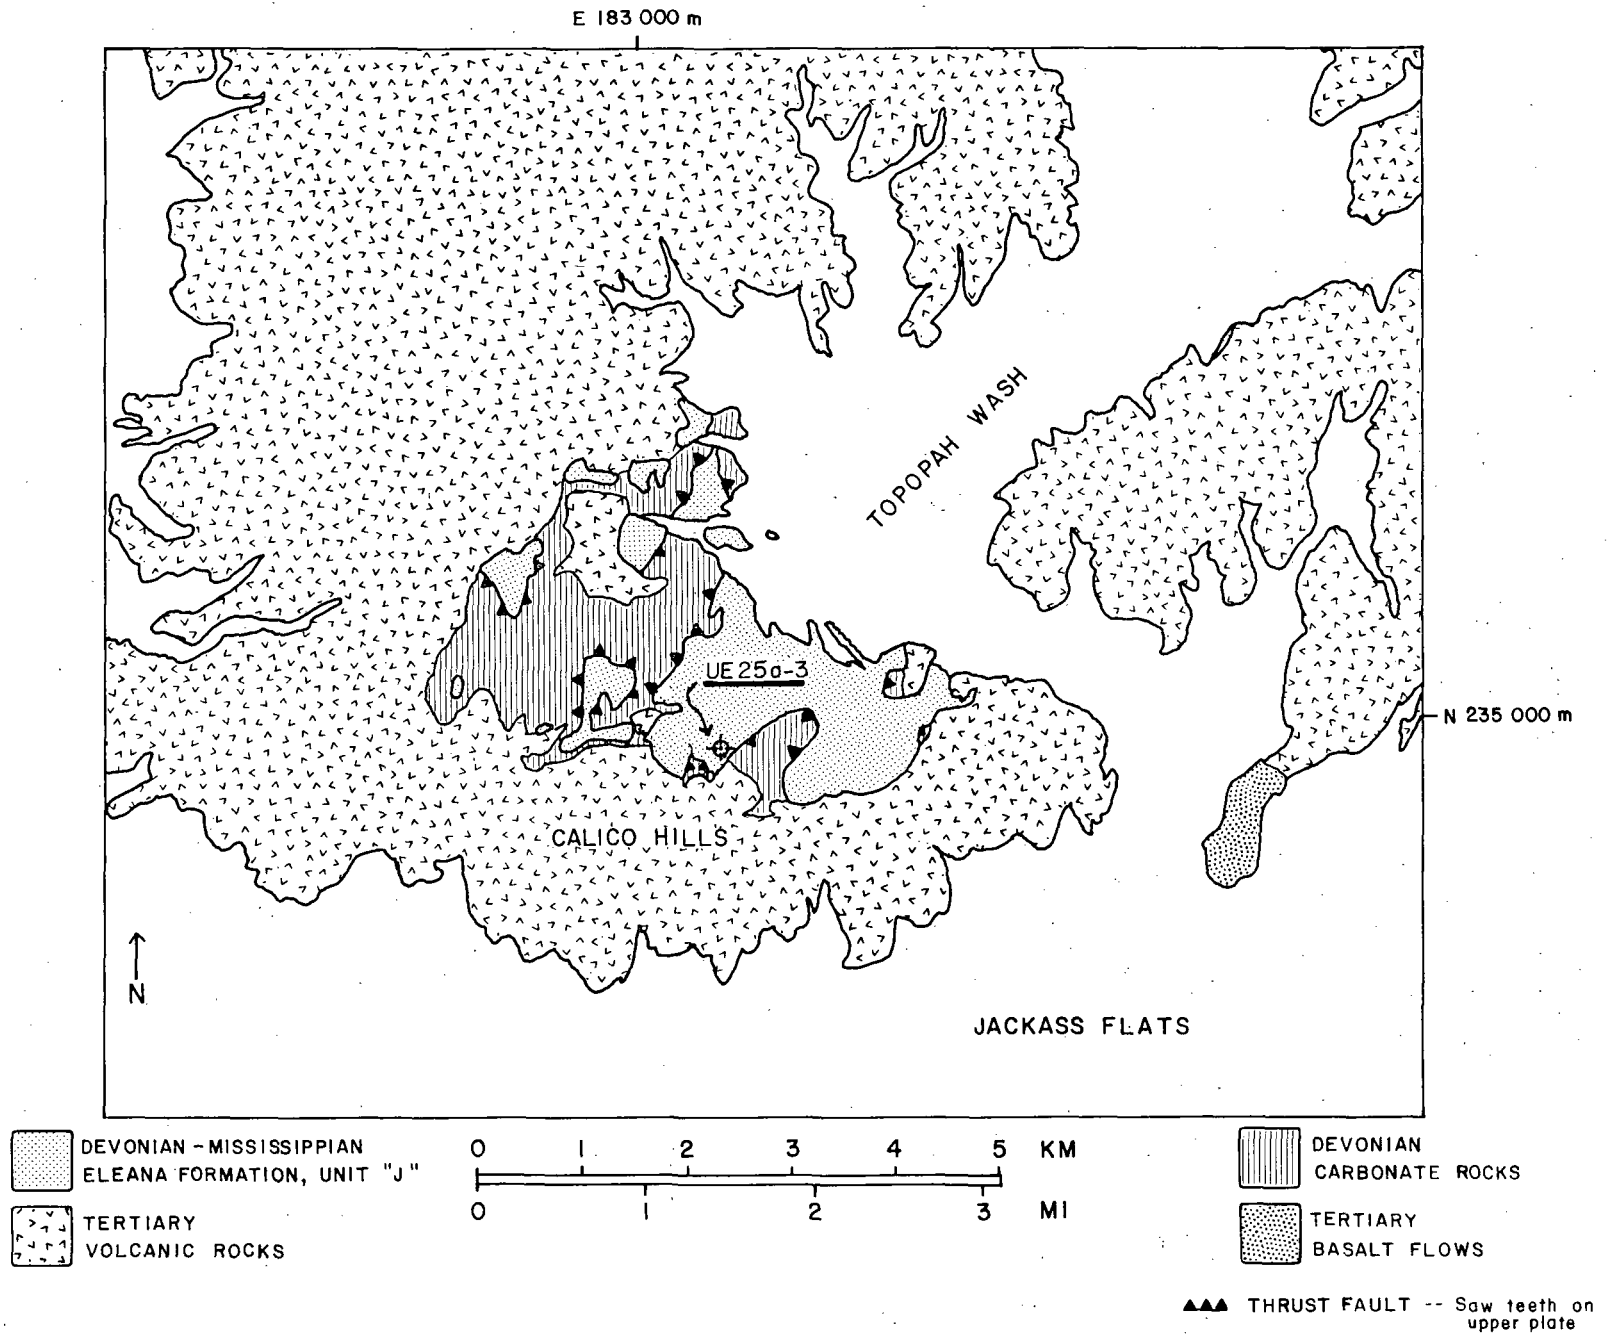 E 183 000 m
TOPOPAH WASH
UE25a-3
N 235 000 m
CALICO HILLS
N
JACKASS FLATS
DEVONIAN-MISSISSIPPIAN
ELEANA FORMATION, UNIT "J"
TERTIARY
VOLCANIC ROCKS
0 1 2 3 4 5 KM
0 1 2 3 MI
DEVONIAN
CARBONATE ROCKS
TERTIARY
BASALT FLOWS
THRUST FAULT -- Saw teeth on
upper plate